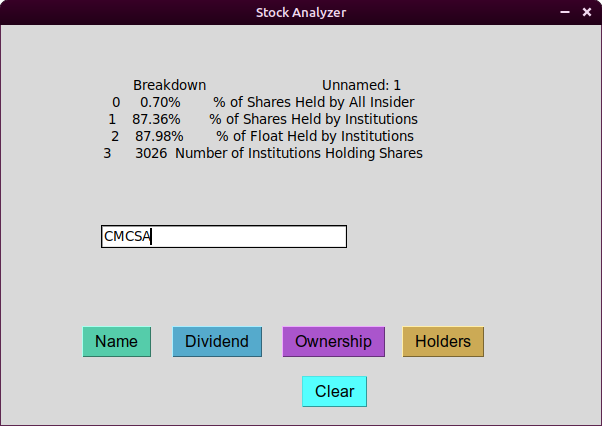 Stock Analyzer
Breakdown Unnamed: 1
0 0.70% % of Shares Held by All Insider
1 87.36% % of Shares Held by Institutions
2 87.98% % of Float Held by Institutions
3 3026 Number of Institutions Holding Shares
CMCSA
Name Dividend Ownership Holders
Clear